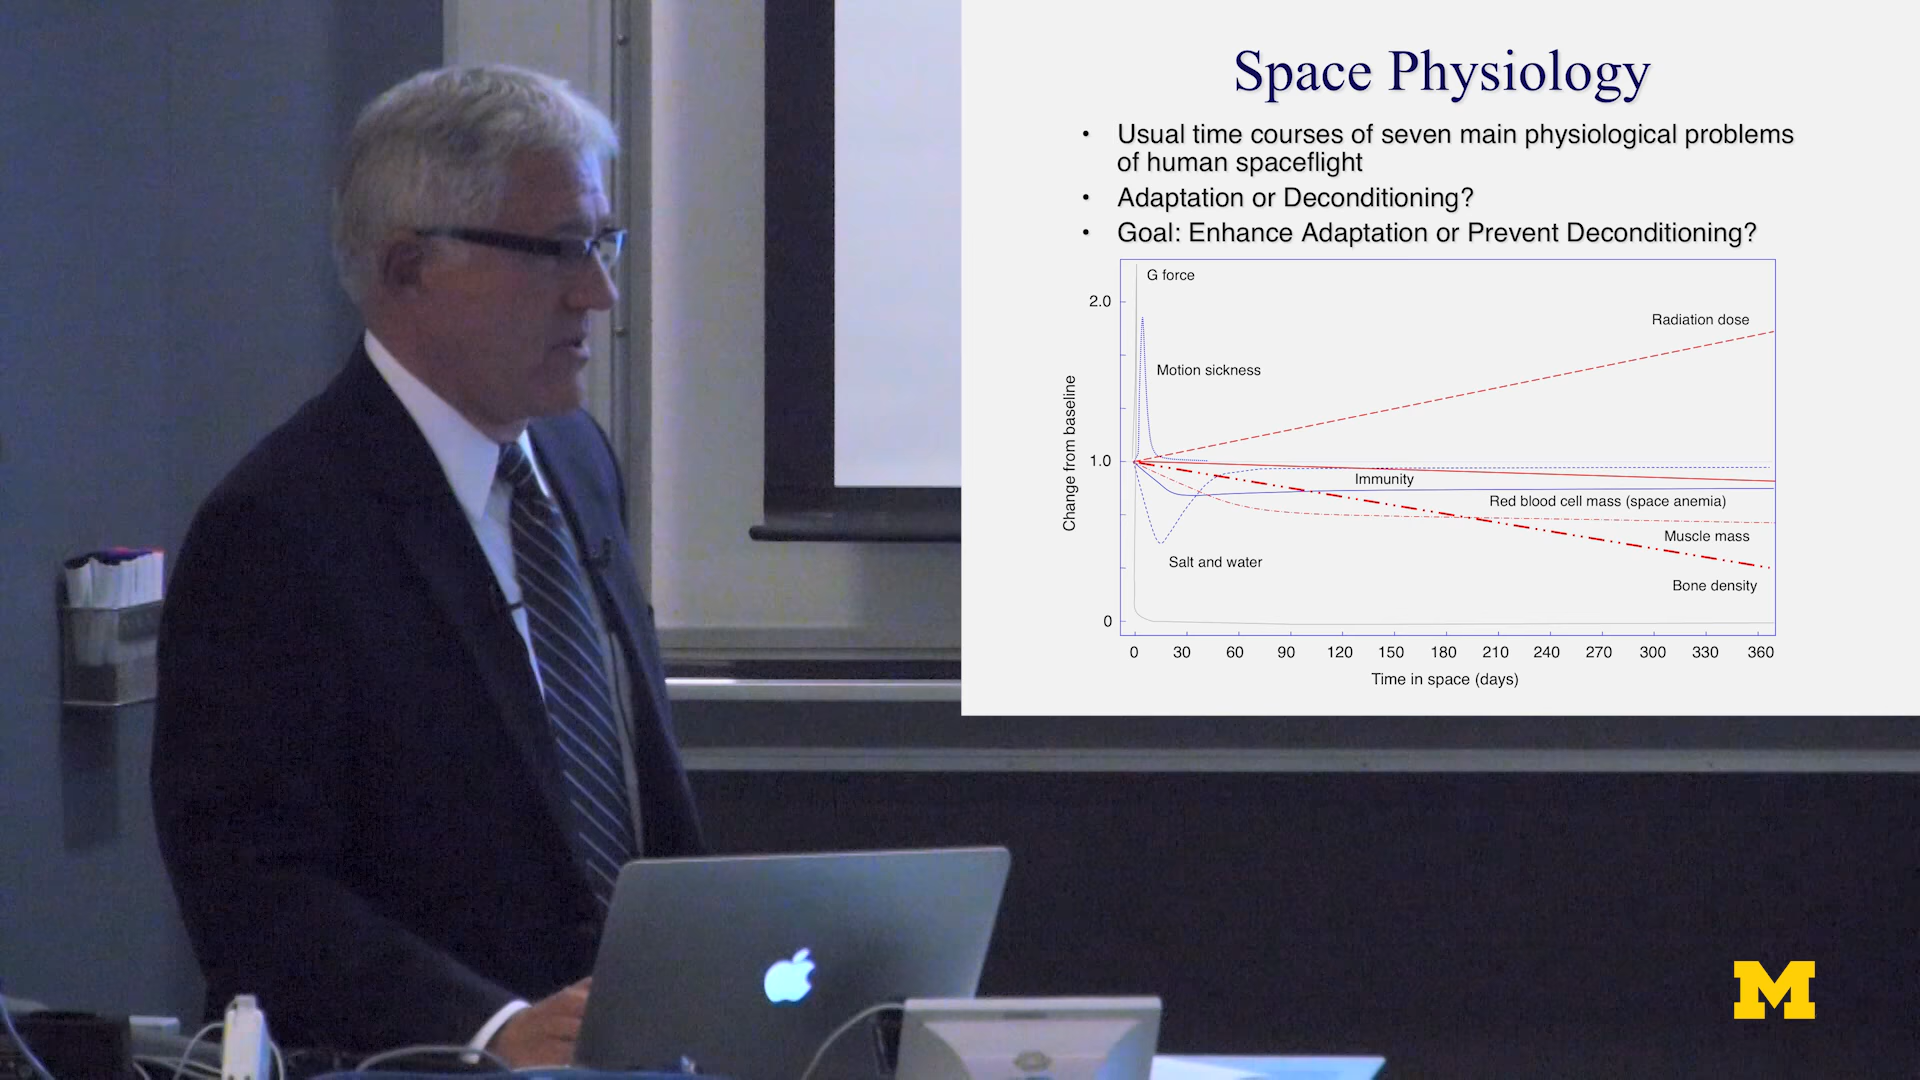 Space Physiology
• Usual time courses of seven main physiological problems
of human spaceflight
• Adaptation or Deconditioning?
• Goal: Enhance Adaptation or Prevent Deconditioning?
G force
2.0
Radiation dose
Motion sickness
Change from baseline
1.0
Immunity
Red blood cell mass (space anemia)
Muscle mass
Salt and water
Bone density
0
0 30 60 90 120 150 180 210 240 270 300 330 360
Time in space (days)
M